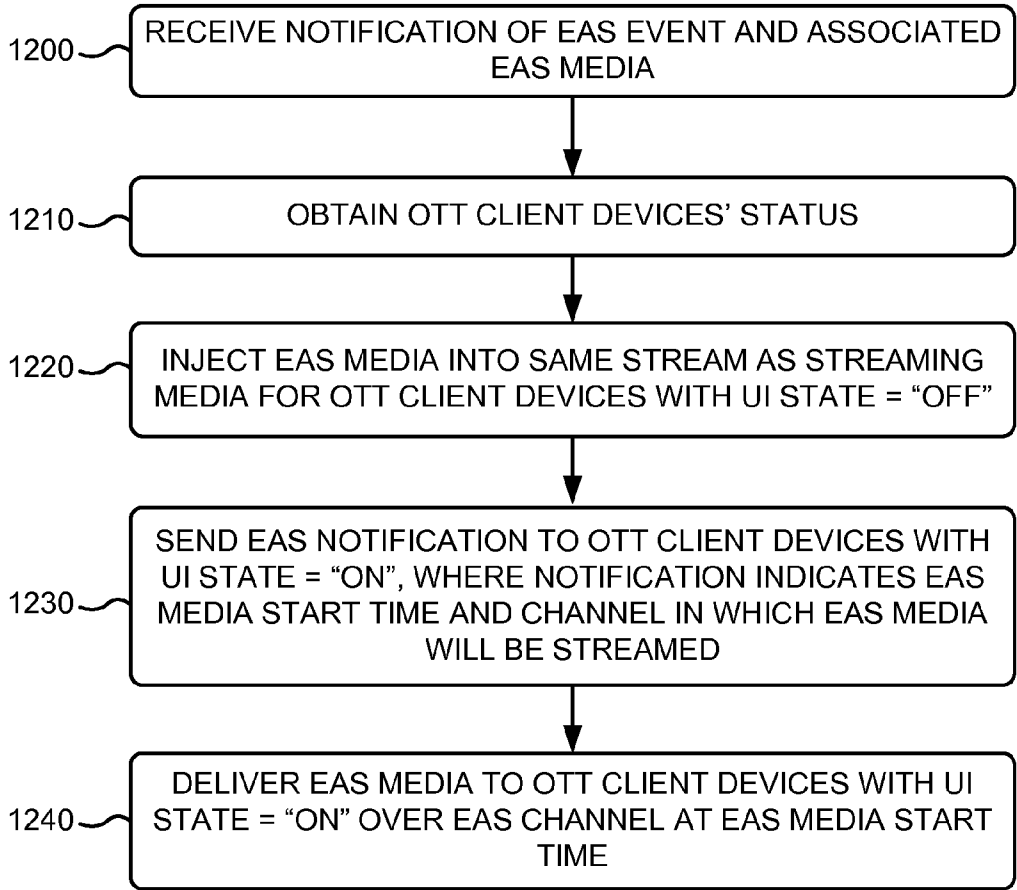 1200
RECEIVE NOTIFICATION OF EAS EVENT AND ASSOCIATED
EAS MEDIA
1210
OBTAIN OTT CLIENT DEVICES’ STATUS
1220
INJECT EAS MEDIA INTO SAME STREAM AS STREAMING
MEDIA FOR OTT CLIENT DEVICES WITH UI STATE = “OFF”
1230
SEND EAS NOTIFICATION TO OTT CLIENT DEVICES WITH
UI STATE = “ON”, WHERE NOTIFICATION INDICATES EAS
MEDIA START TIME AND CHANNEL IN WHICH EAS MEDIA
WILL BE STREAMED
1240
DELIVER EAS MEDIA TO OTT CLIENT DEVICES WITH UI
STATE = “ON” OVER EAS CHANNEL AT EAS MEDIA START
TIME